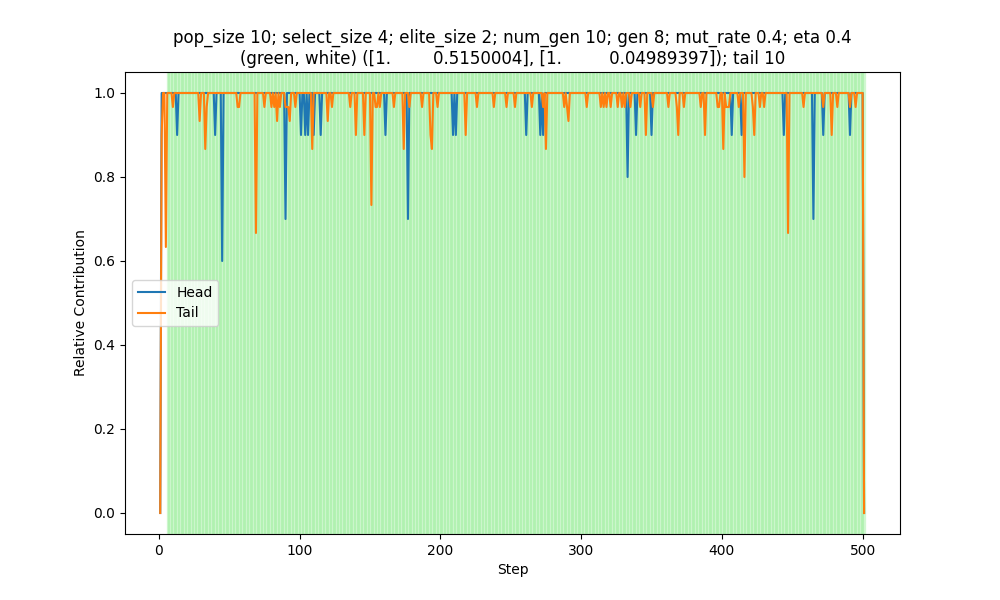 pop_size 10; select_size 4; elite_size 2; num_gen 10; gen 8; mut_rate 0.4; eta 0.4
(green, white) ([1.         0.5150004], [1.         0.04989397]); tail 10
1.0
0.8
0.6
0.4
0.2
0.0
Relative Contribution
Head
Tail
0
100
200
300
400
500
Step